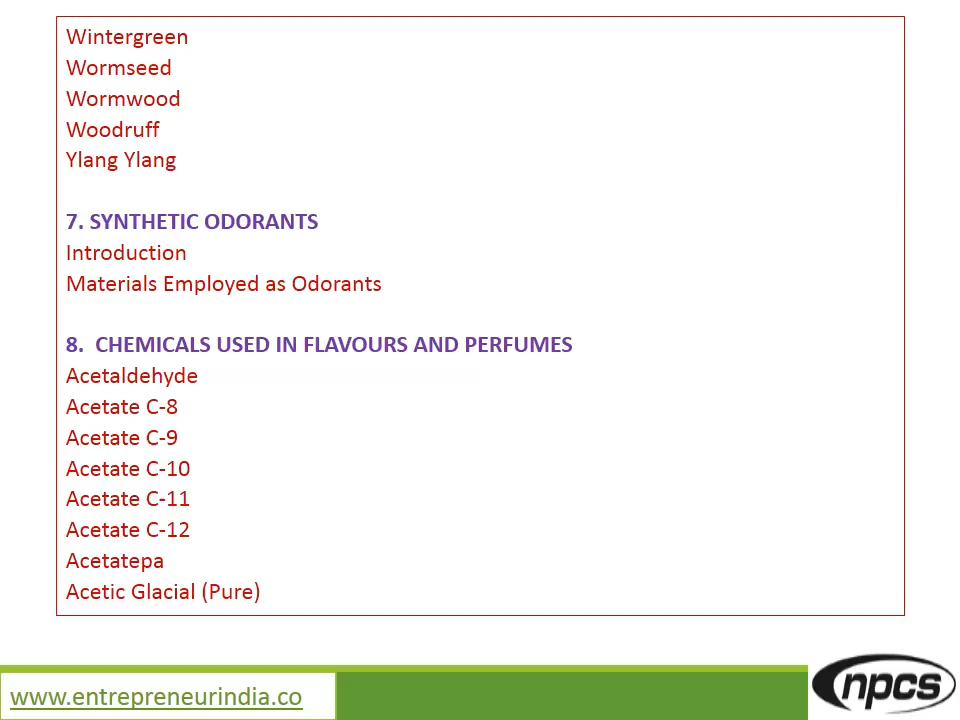 Wintergreen
Wormseed
Wormwood
Woodruff
Ylang Ylang
7. SYNTHETIC ODORANTS
Introduction
Materials Employed as Odorants
8.  CHEMICALS USED IN FLAVOURS AND PERFUMES
Acetaldehyde
Acetate C-8
Acetate C-9
Acetate C-10
Acetate C-11
Acetate C-12
Acetatepa
Acetic Glacial (Pure)
www.entrepreneurindia.co
npcs